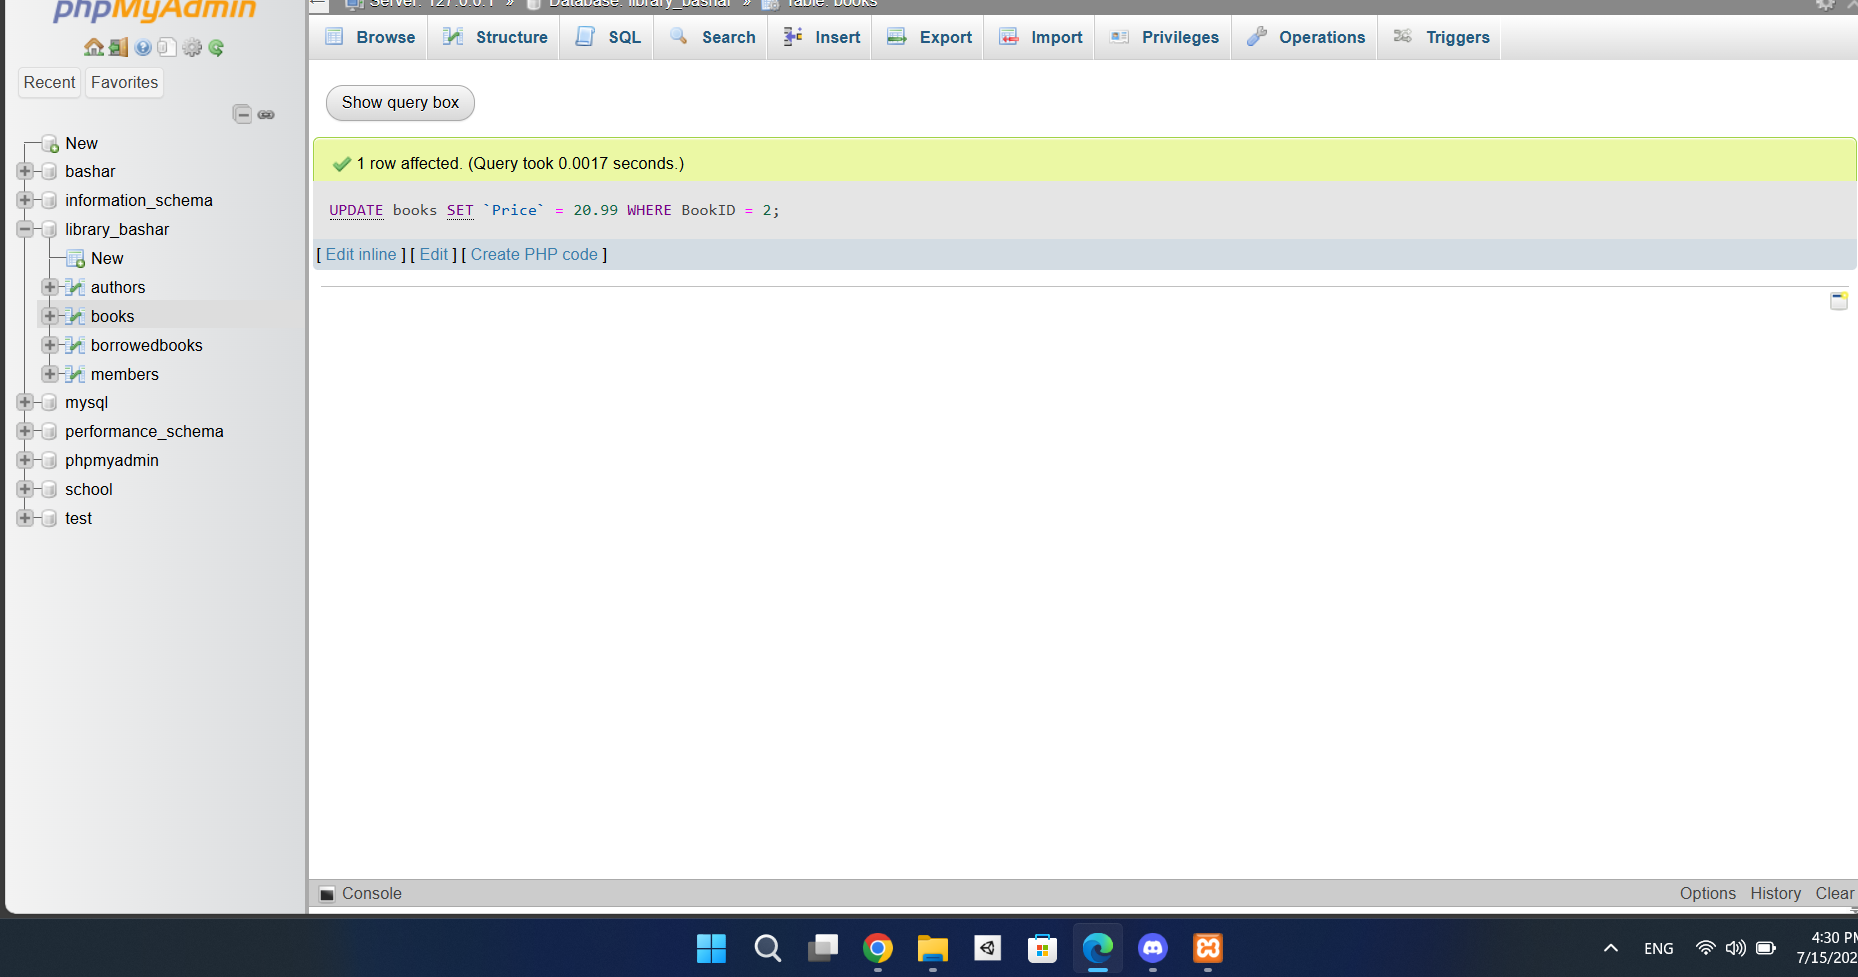 phpMyAdmin
Recent Favorites
New
bashar
information_schema
library_bashar
New
authors
books
borrowedbooks
members
mysql
performance_schema
phpmyadmin
school
test
Server: 127.0.0.1 » Database: library_bashar » Table: books
Browse Structure SQL Search Insert Export Import Privileges Operations Triggers
Show query box
1 row affected. (Query took 0.0017 seconds.)
UPDATE books SET `Price` = 20.99 WHERE BookID = 2;
[ Edit inline ] [ Edit ] [ Create PHP code ]
Console Options History Clear
ENG
4:30 PM
7/15/202